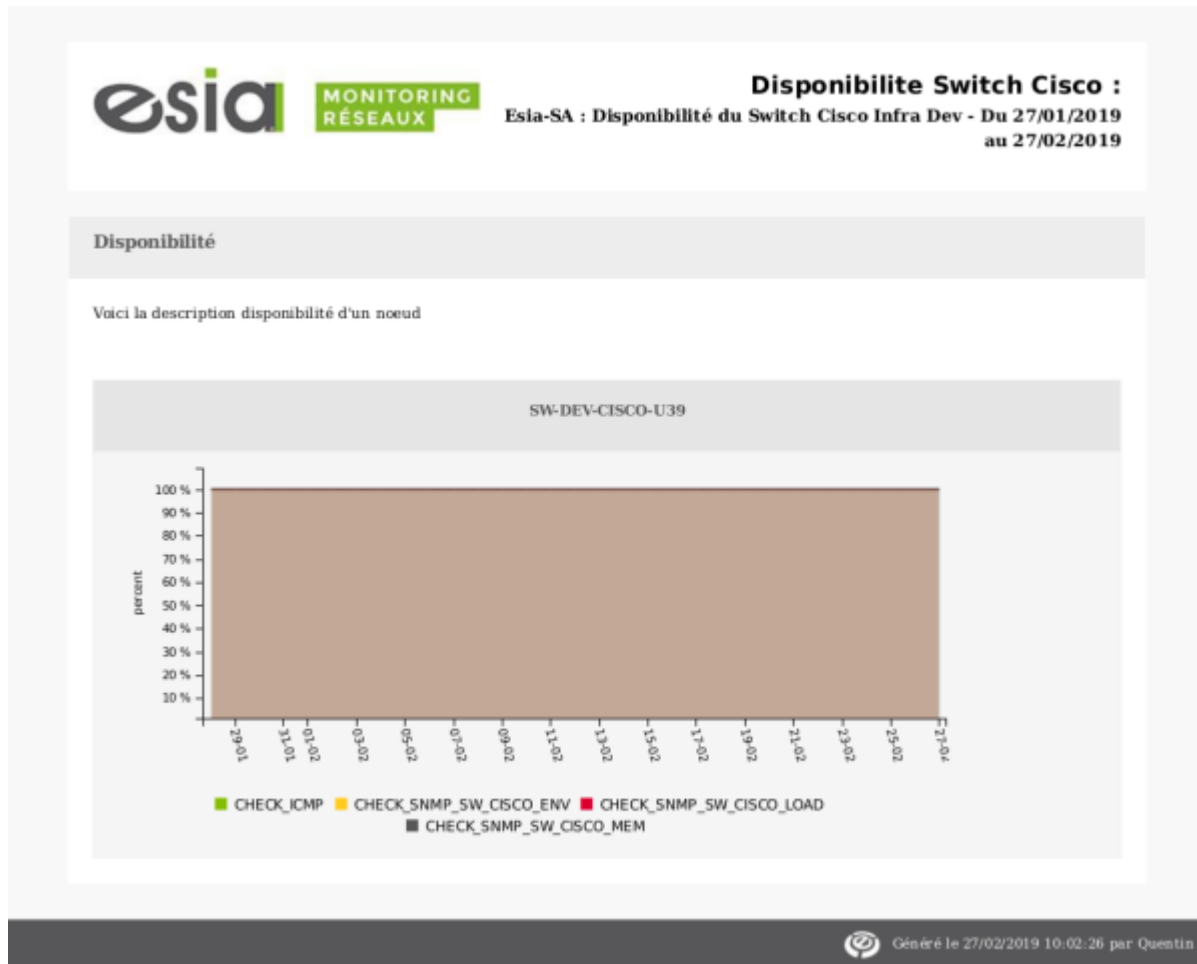 esia
MONITORING
RÉSEAUX
Disponibilite Switch Cisco :
Esia-SA : Disponibilité du Switch Cisco Infra Dev - Du 27/01/2019
au 27/02/2019
Disponibilité
Voici la description disponibilité d'un noeud
SW-DEV-CISCO-U39
percent
100 %
90 %
80 %
70 %
60 %
50 %
40 %
30 %
20 %
10 %
29-01
31-01
01-02
03-02
05-02
07-02
09-02
11-02
13-02
15-02
17-02
19-02
21-02
23-02
25-02
27-02
CHECK_ICMP CHECK_SNMP_SW_CISCO_ENV CHECK_SNMP_SW_CISCO_LOAD
CHECK_SNMP_SW_CISCO_MEM
Généré le 27/02/2019 10:02:26 par Quentin